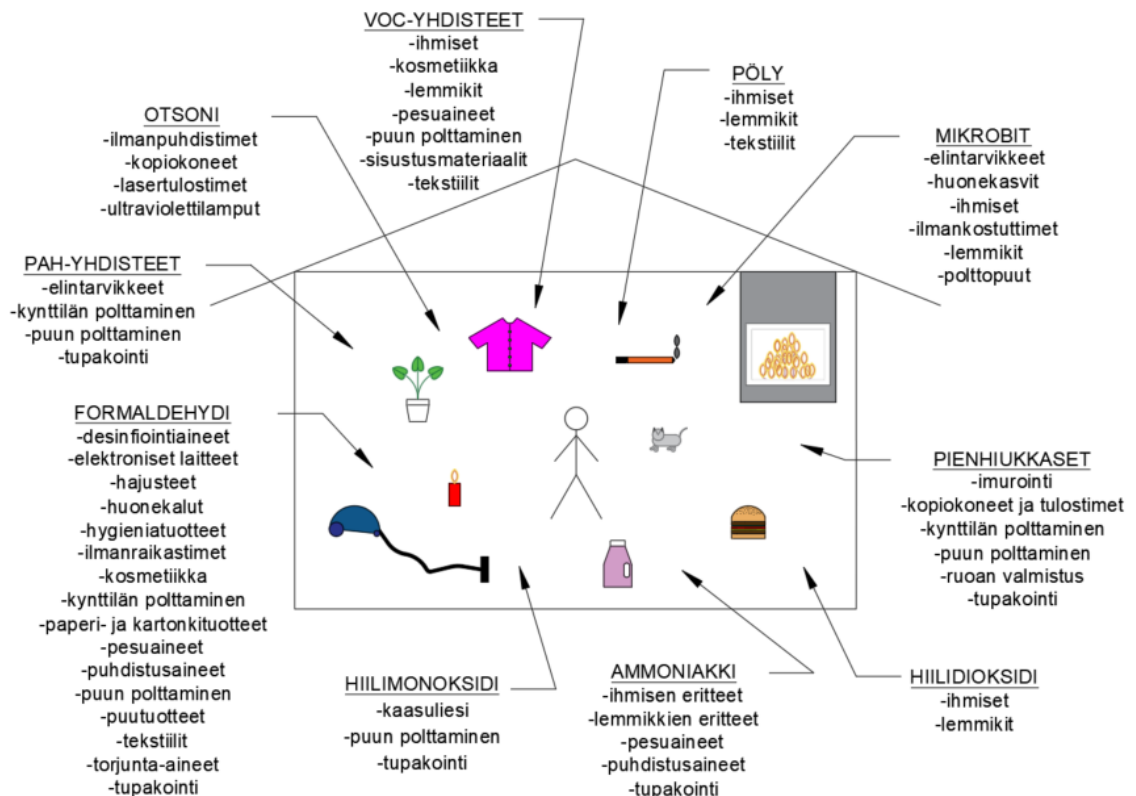 VOC-YHDISTEET
-ihmiset
-kosmetiikka
-lemmikit
-pesuaineet
-puun polttaminen
-sisustusmateriaalit
-tekstiilit
PÖLY
-ihmiset
-lemmikit
-tekstiilit
OTSONI
-ilmanpuhdistimet
-kopiokoneet
-lasertulostimet
-ultraviolettilamput
MIKROBIT
-elintarvikkeet
-huonekasvit
-ihmiset
-ilmankostuttimet
-lemmikit
-polttopuut
PAH-YHDISTEET
-elintarvikkeet
-kynttilän polttaminen
-puun polttaminen
-tupakointi
FORMALDEHYDI
-desinfiointiaineet
-elektroniset laitteet
-hajusteet
-huonekalut
-hygieniatuotteet
-ilmanraikastimet
-kosmetiikka
-kynttilän polttaminen
-paperi- ja kartonkituotteet
-pesuaineet
-puhdistusaineet
-puun polttaminen
-puutuotteet
-tekstiilit
-torjunta-aineet
-tupakointi
PIENHIUKKASET
-imurointi
-kopiokoneet ja tulostimet
-kynttilän polttaminen
-puun polttaminen
-ruoan valmistus
-tupakointi
HIILIMONOKSIDI
-kaasuliesi
-puun polttaminen
-tupakointi
AMMONIAKKI
-ihmisen eritteet
-lemmikkien eritteet
-pesuaineet
-puhdistusaineet
-tupakointi
HIILIDIOKSIDI
-ihmiset
-lemmikit